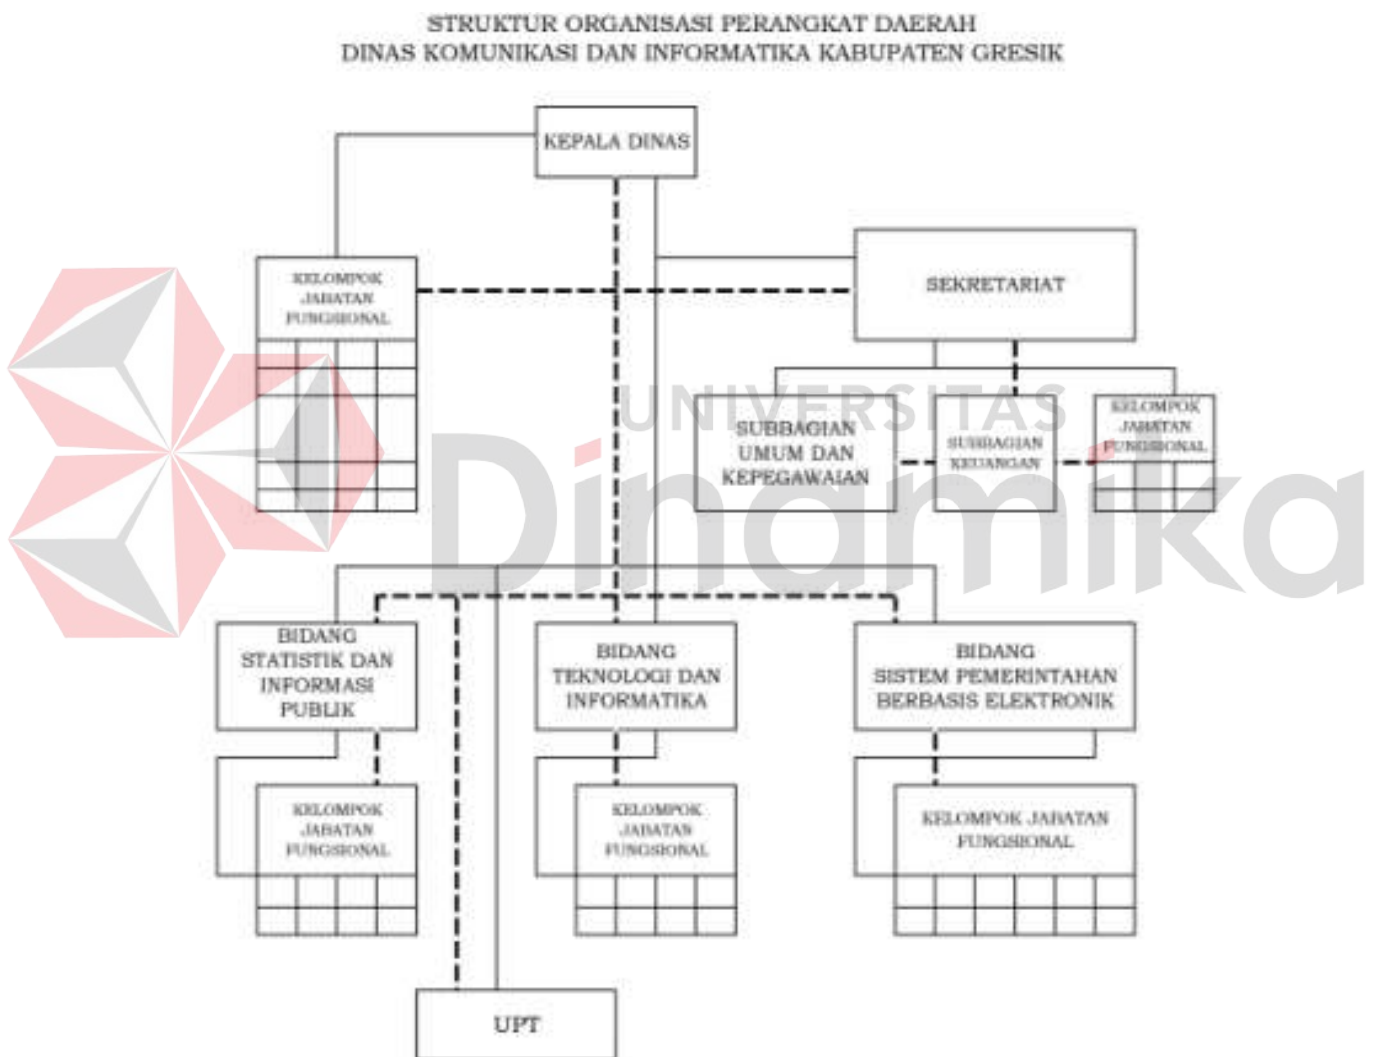 STRUKTUR ORGANISASI PERANGKAT DAERAH
DINAS KOMUNIKASI DAN INFORMATIKA KABUPATEN GRESIK
KEPALA DINAS
KELOMPOK
JABATAN
FUNGSIONAL
SEKRETARIAT
UNIVERSITAS
Dinamika
SUBBAGIAN
UMUM DAN
KEPEGAWAIAN
SUBBAGIAN
KEUANGAN
KELOMPOK
JABATAN
FUNGSIONAL
BIDANG
STATISTIK DAN
INFORMASI
PUBLIK
BIDANG
TEKNOLOGI DAN
INFORMATIKA
BIDANG
SISTEM PEMERINTAHAN
BERBASIS ELEKTRONIK
KELOMPOK
JABATAN
FUNGSIONAL
KELOMPOK
JABATAN
FUNGSIONAL
KELOMPOK JABATAN
FUNGSIONAL
UPT